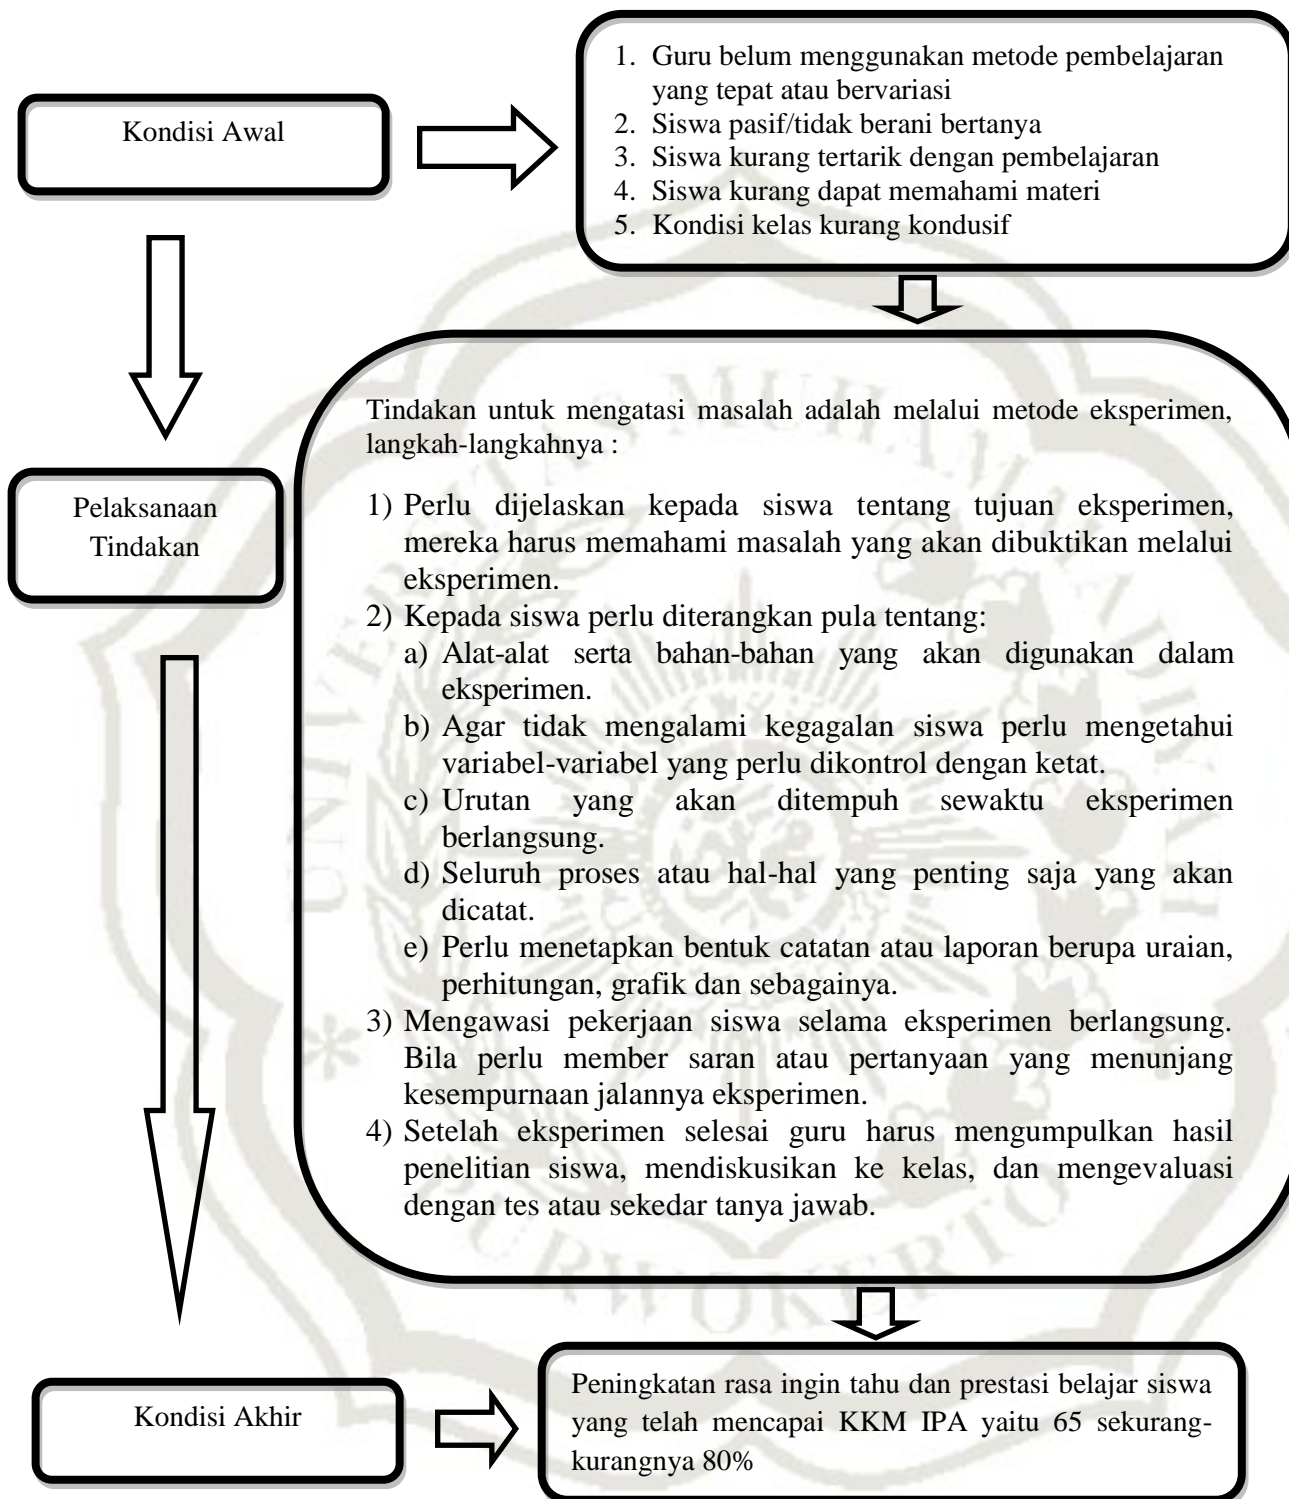 Kondisi Awal
1. Guru belum menggunakan metode pembelajaran
yang tepat atau bervariasi
2. Siswa pasif/tidak berani bertanya
3. Siswa kurang tertarik dengan pembelajaran
4. Siswa kurang dapat memahami materi
5. Kondisi kelas kurang kondusif
Pelaksanaan
Tindakan
Tindakan untuk mengatasi masalah adalah melalui metode eksperimen,
langkah-langkahnya :
1) Perlu dijelaskan kepada siswa tentang tujuan eksperimen,
mereka harus memahami masalah yang akan dibuktikan melalui
eksperimen.
2) Kepada siswa perlu diterangkan pula tentang:
a) Alat-alat serta bahan-bahan yang akan digunakan dalam
eksperimen.
b) Agar tidak mengalami kegagalan siswa perlu mengetahui
variabel-variabel yang perlu dikontrol dengan ketat.
c) Urutan yang akan ditempuh sewaktu eksperimen
berlangsung.
d) Seluruh proses atau hal-hal yang penting saja yang akan
dicatat.
e) Perlu menetapkan bentuk catatan atau laporan berupa uraian,
perhitungan, grafik dan sebagainya.
3) Mengawasi pekerjaan siswa selama eksperimen berlangsung.
Bila perlu member saran atau pertanyaan yang menunjang
kesempurnaan jalannya eksperimen.
4) Setelah eksperimen selesai guru harus mengumpulkan hasil
penelitian siswa, mendiskusikan ke kelas, dan mengevaluasi
dengan tes atau sekedar tanya jawab.
Kondisi Akhir
Peningkatan rasa ingin tahu dan prestasi belajar siswa
yang telah mencapai KKM IPA yaitu 65 sekurang-
kurangnya 80%
UNIVERSITAS MUHAMMADIYAH
PURWOKERTO